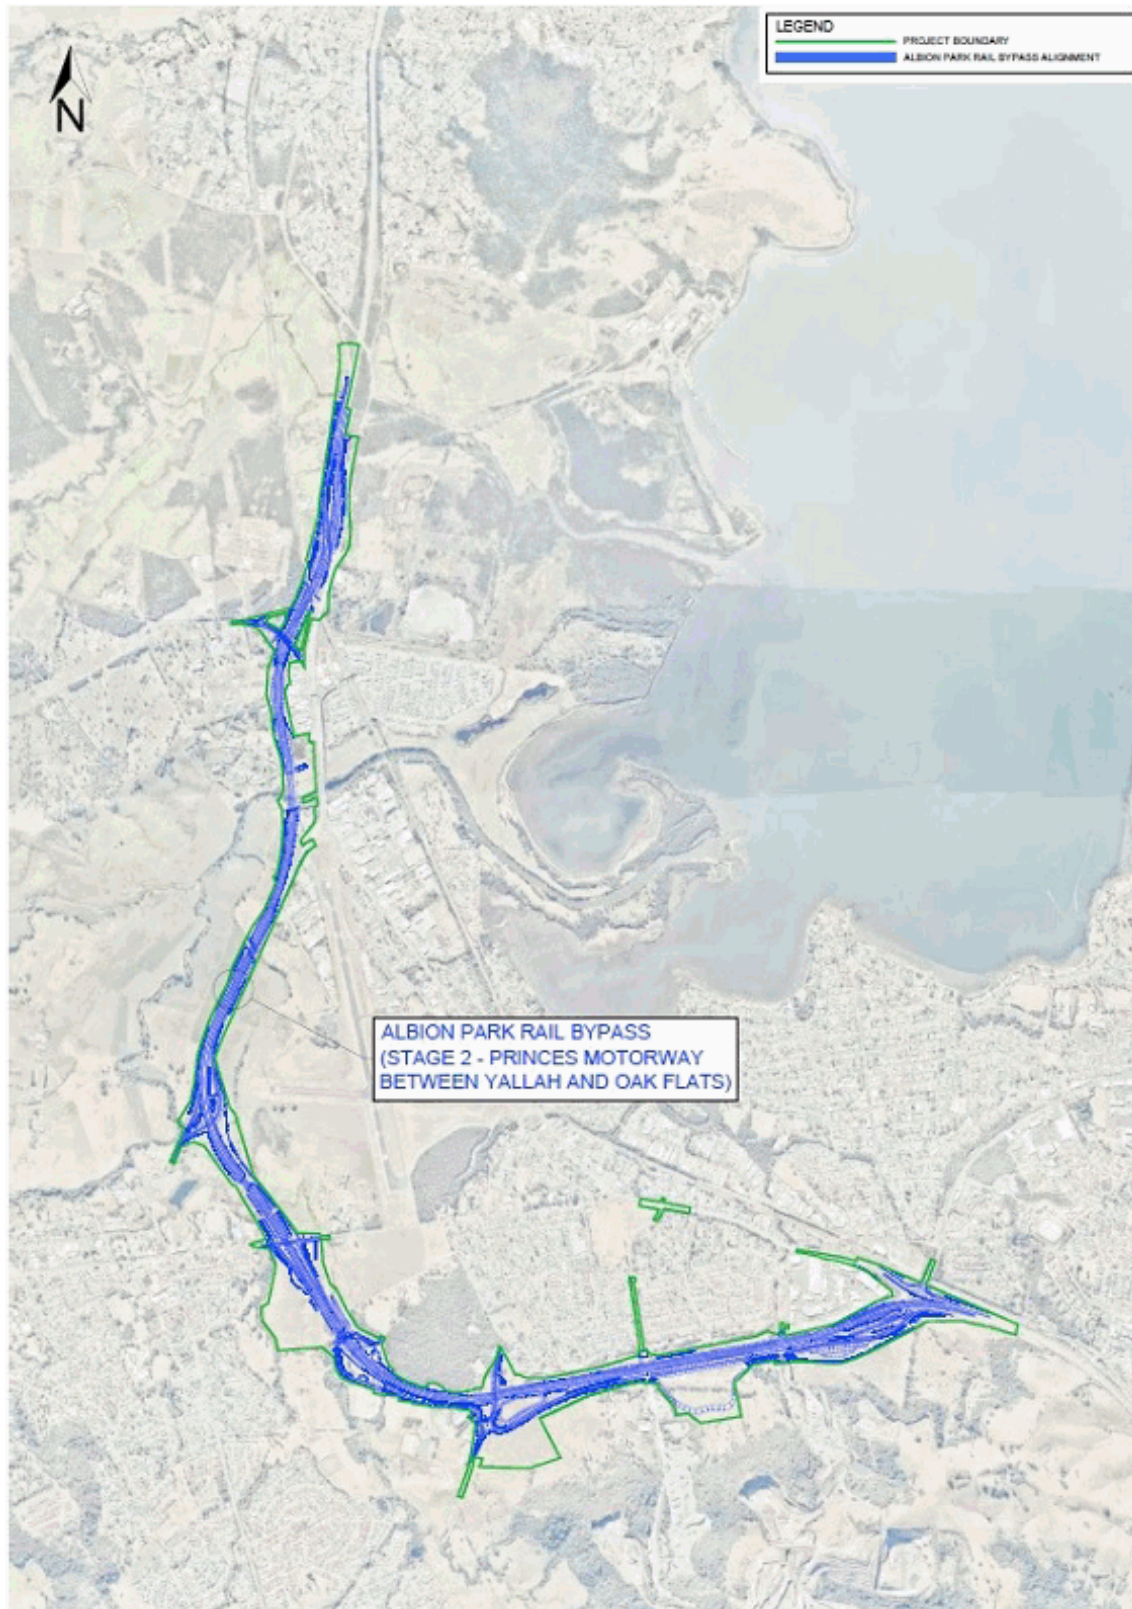 LEGEND
PROJECT BOUNDARY
ALBION PARK RAIL BYPASS ALIGNMENT
N
ALBION PARK RAIL BYPASS
(STAGE 2 - PRINCES MOTORWAY
BETWEEN YALLAH AND OAK FLATS)